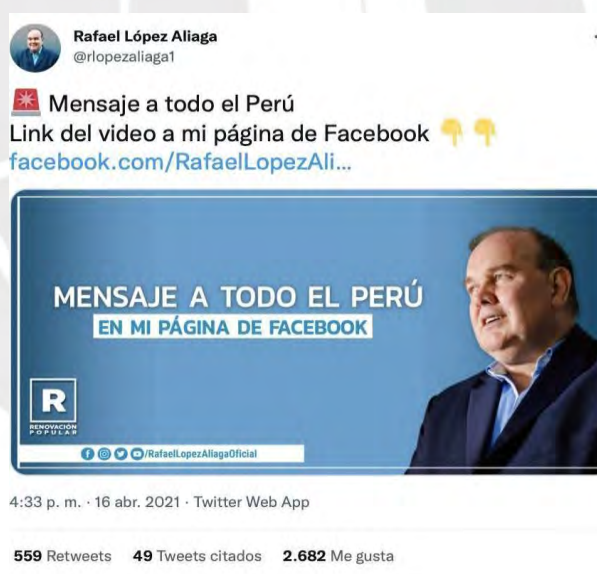 Rafael López Aliaga
@rlopezaliaga1
🚨 Mensaje a todo el Perú
Link del video a mi página de Facebook 👇👇
facebook.com/RafaelLopezAli...
MENSAJE A TODO EL PERÚ
EN MI PÁGINA DE FACEBOOK
R
RENOVACIÓN
POPULAR
/RafaelLopezAliagaOficial
4:33 p. m. · 16 abr. 2021 · Twitter Web App
559 Retweets 49 Tweets citados 2.682 Me gusta